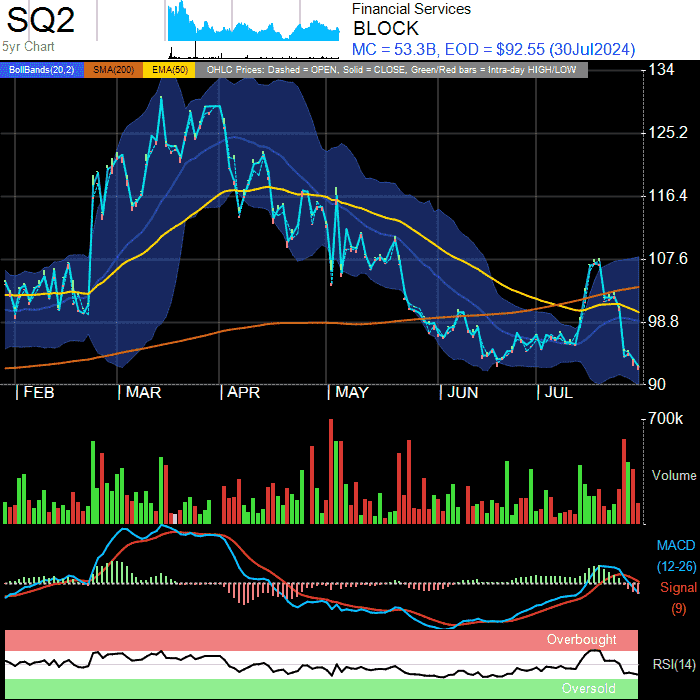 SQ2
5yr Chart
Financial Services
BLOCK
MC = 53.3B, EOD = $92.55 (30Jul2024)
BollBands(20,2) SMA(200) EMA(50) OHLC Prices: Dashed = OPEN, Solid = CLOSE, Green/Red bars = Intra-day HIGH/LOW
134
125.2
116.4
107.6
98.8
90
FEB MAR APR MAY JUN JUL
700k
Volume
MACD
(12-26)
Signal
(9)
Overbought
RSI(14)
Oversold